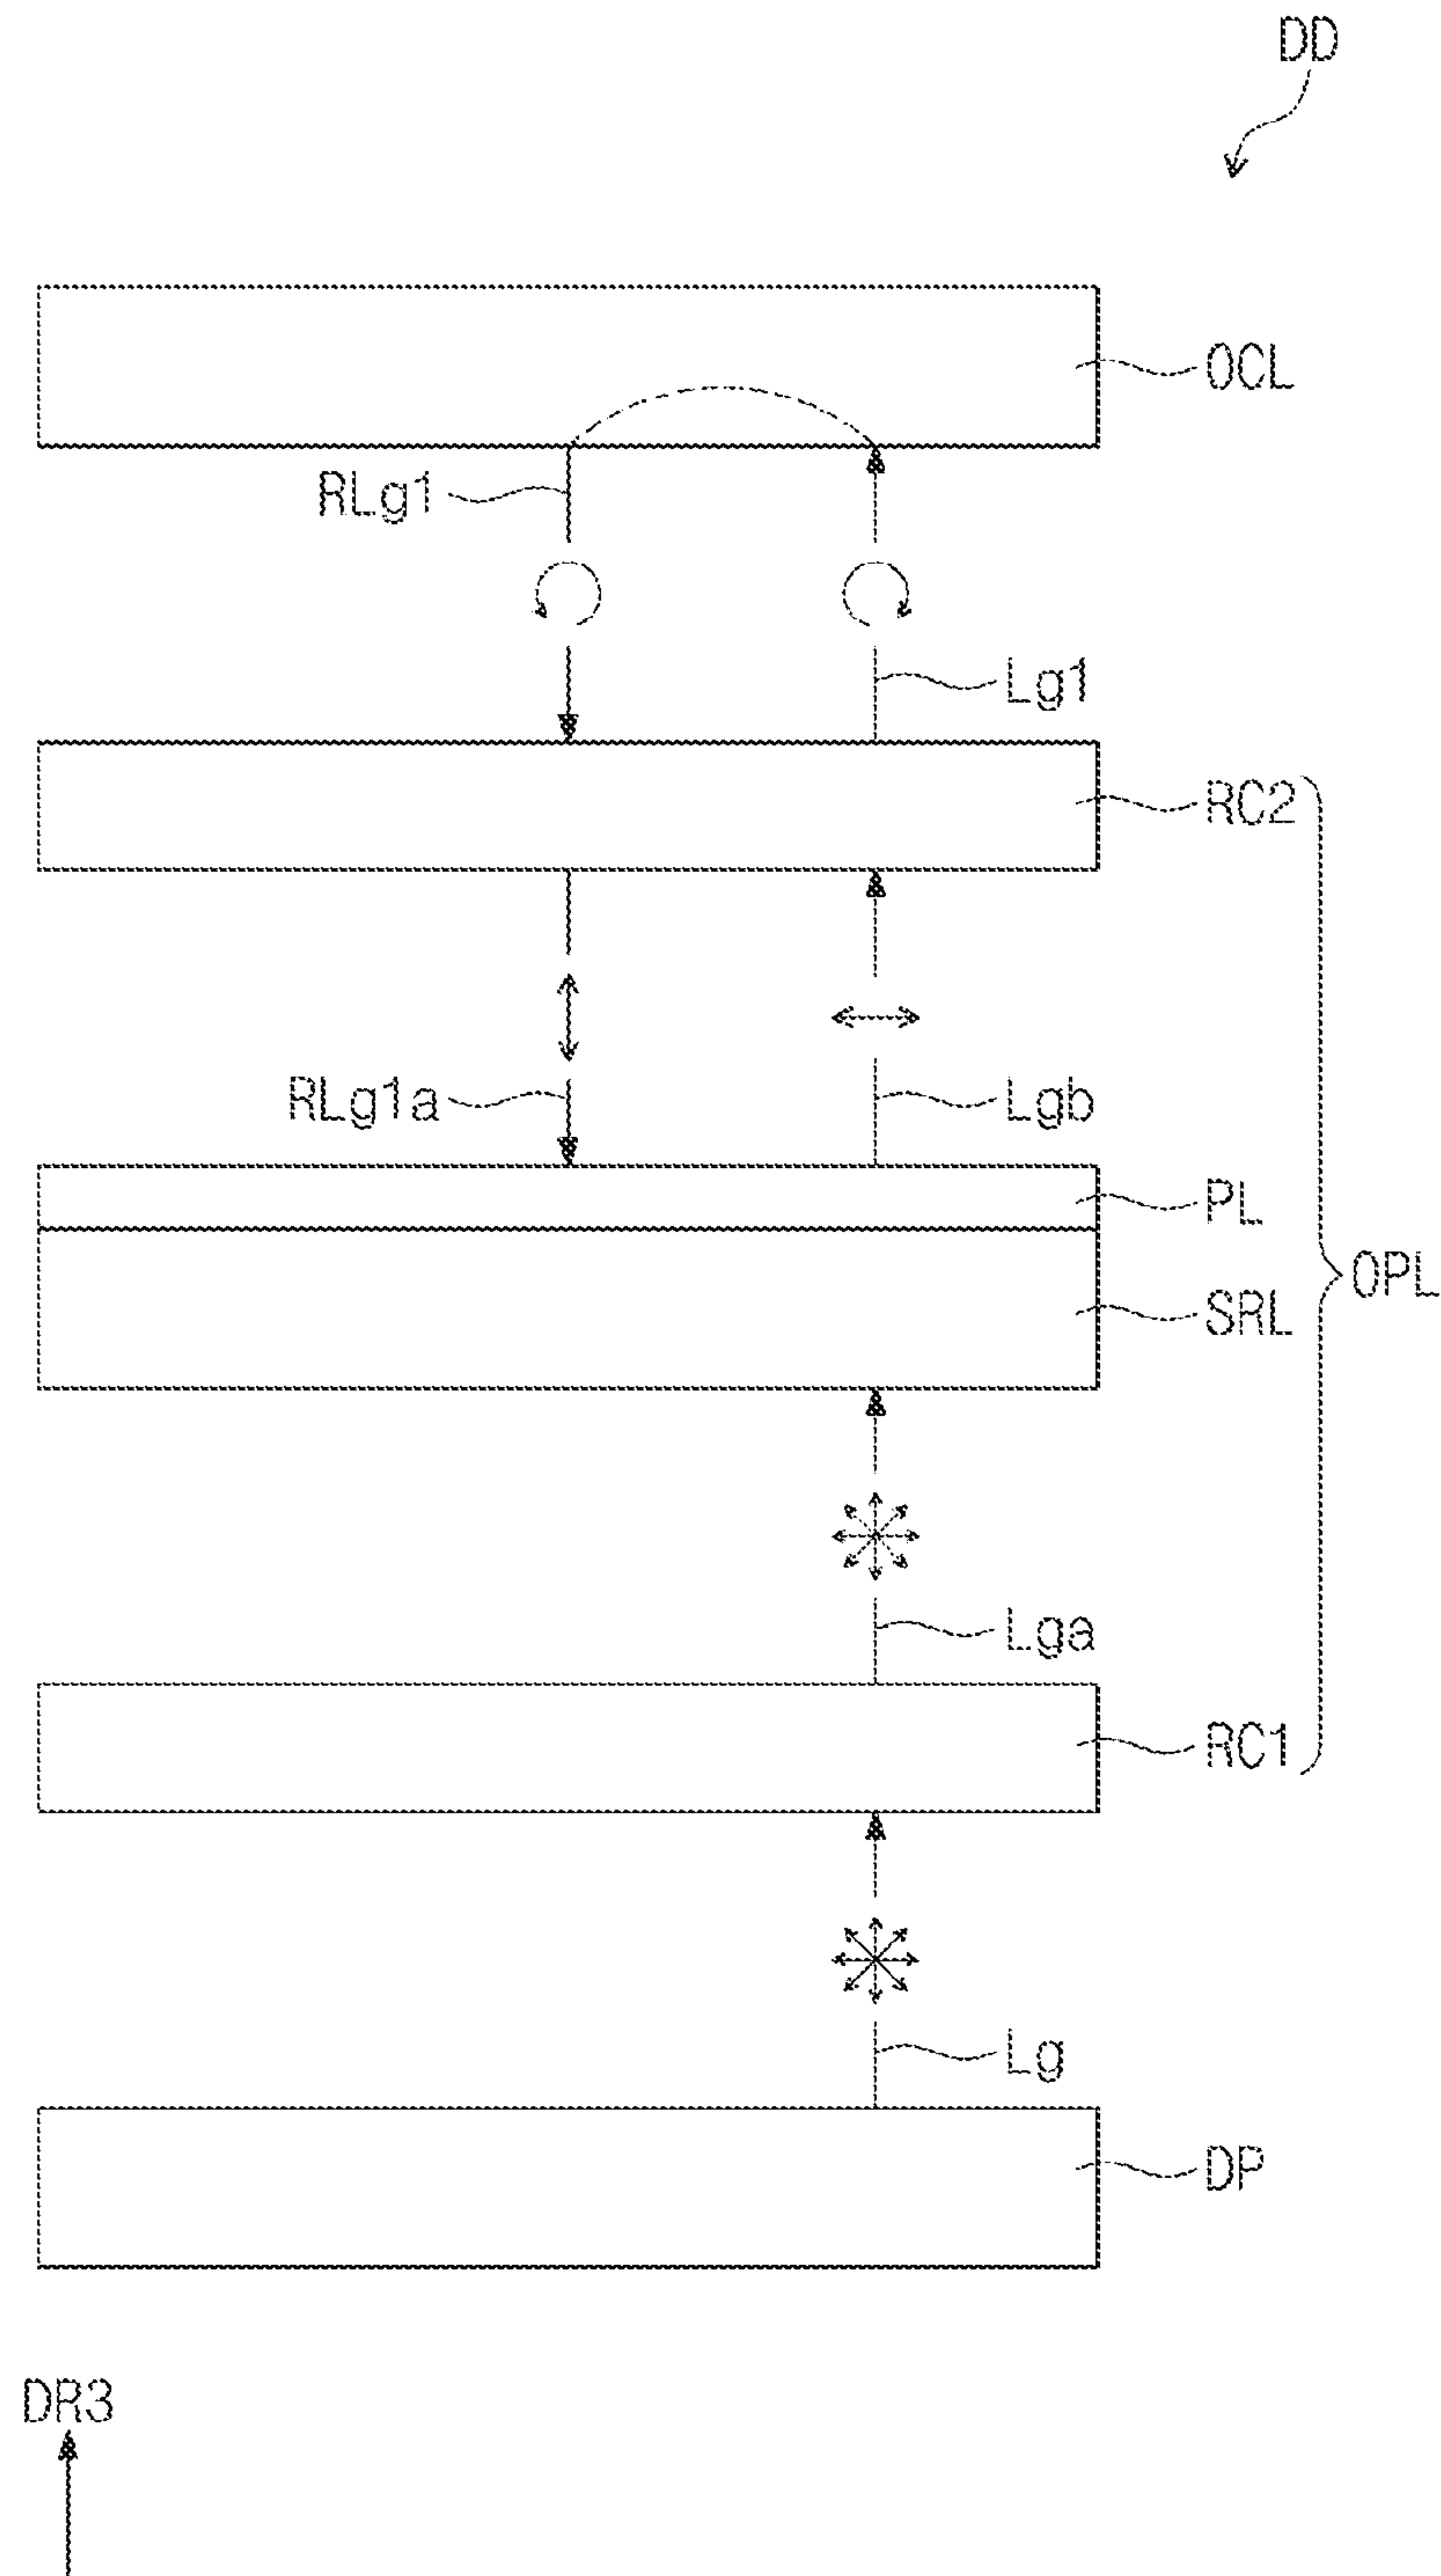 DD
OCL
RLg1
Lg1
RC2
RLg1a
Lgb
PL
OPL
SRL
Lga
RC1
Lg
DP
DR3